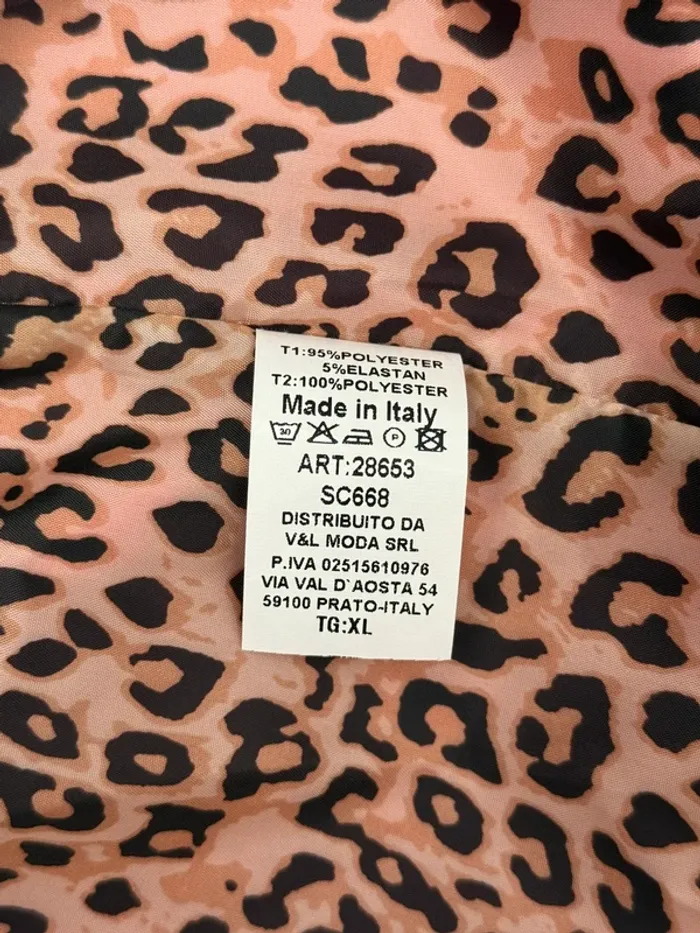 T1:95%POLYESTER
5%ELASTAN
T2:100%POLYESTER
Made in Italy
30 P
ART:28653
SC668
DISTRIBUITO DA
V&L MODA SRL
P.IVA 02515610976
VIA VAL D`AOSTA 54
59100 PRATO-ITALY
TG:XL